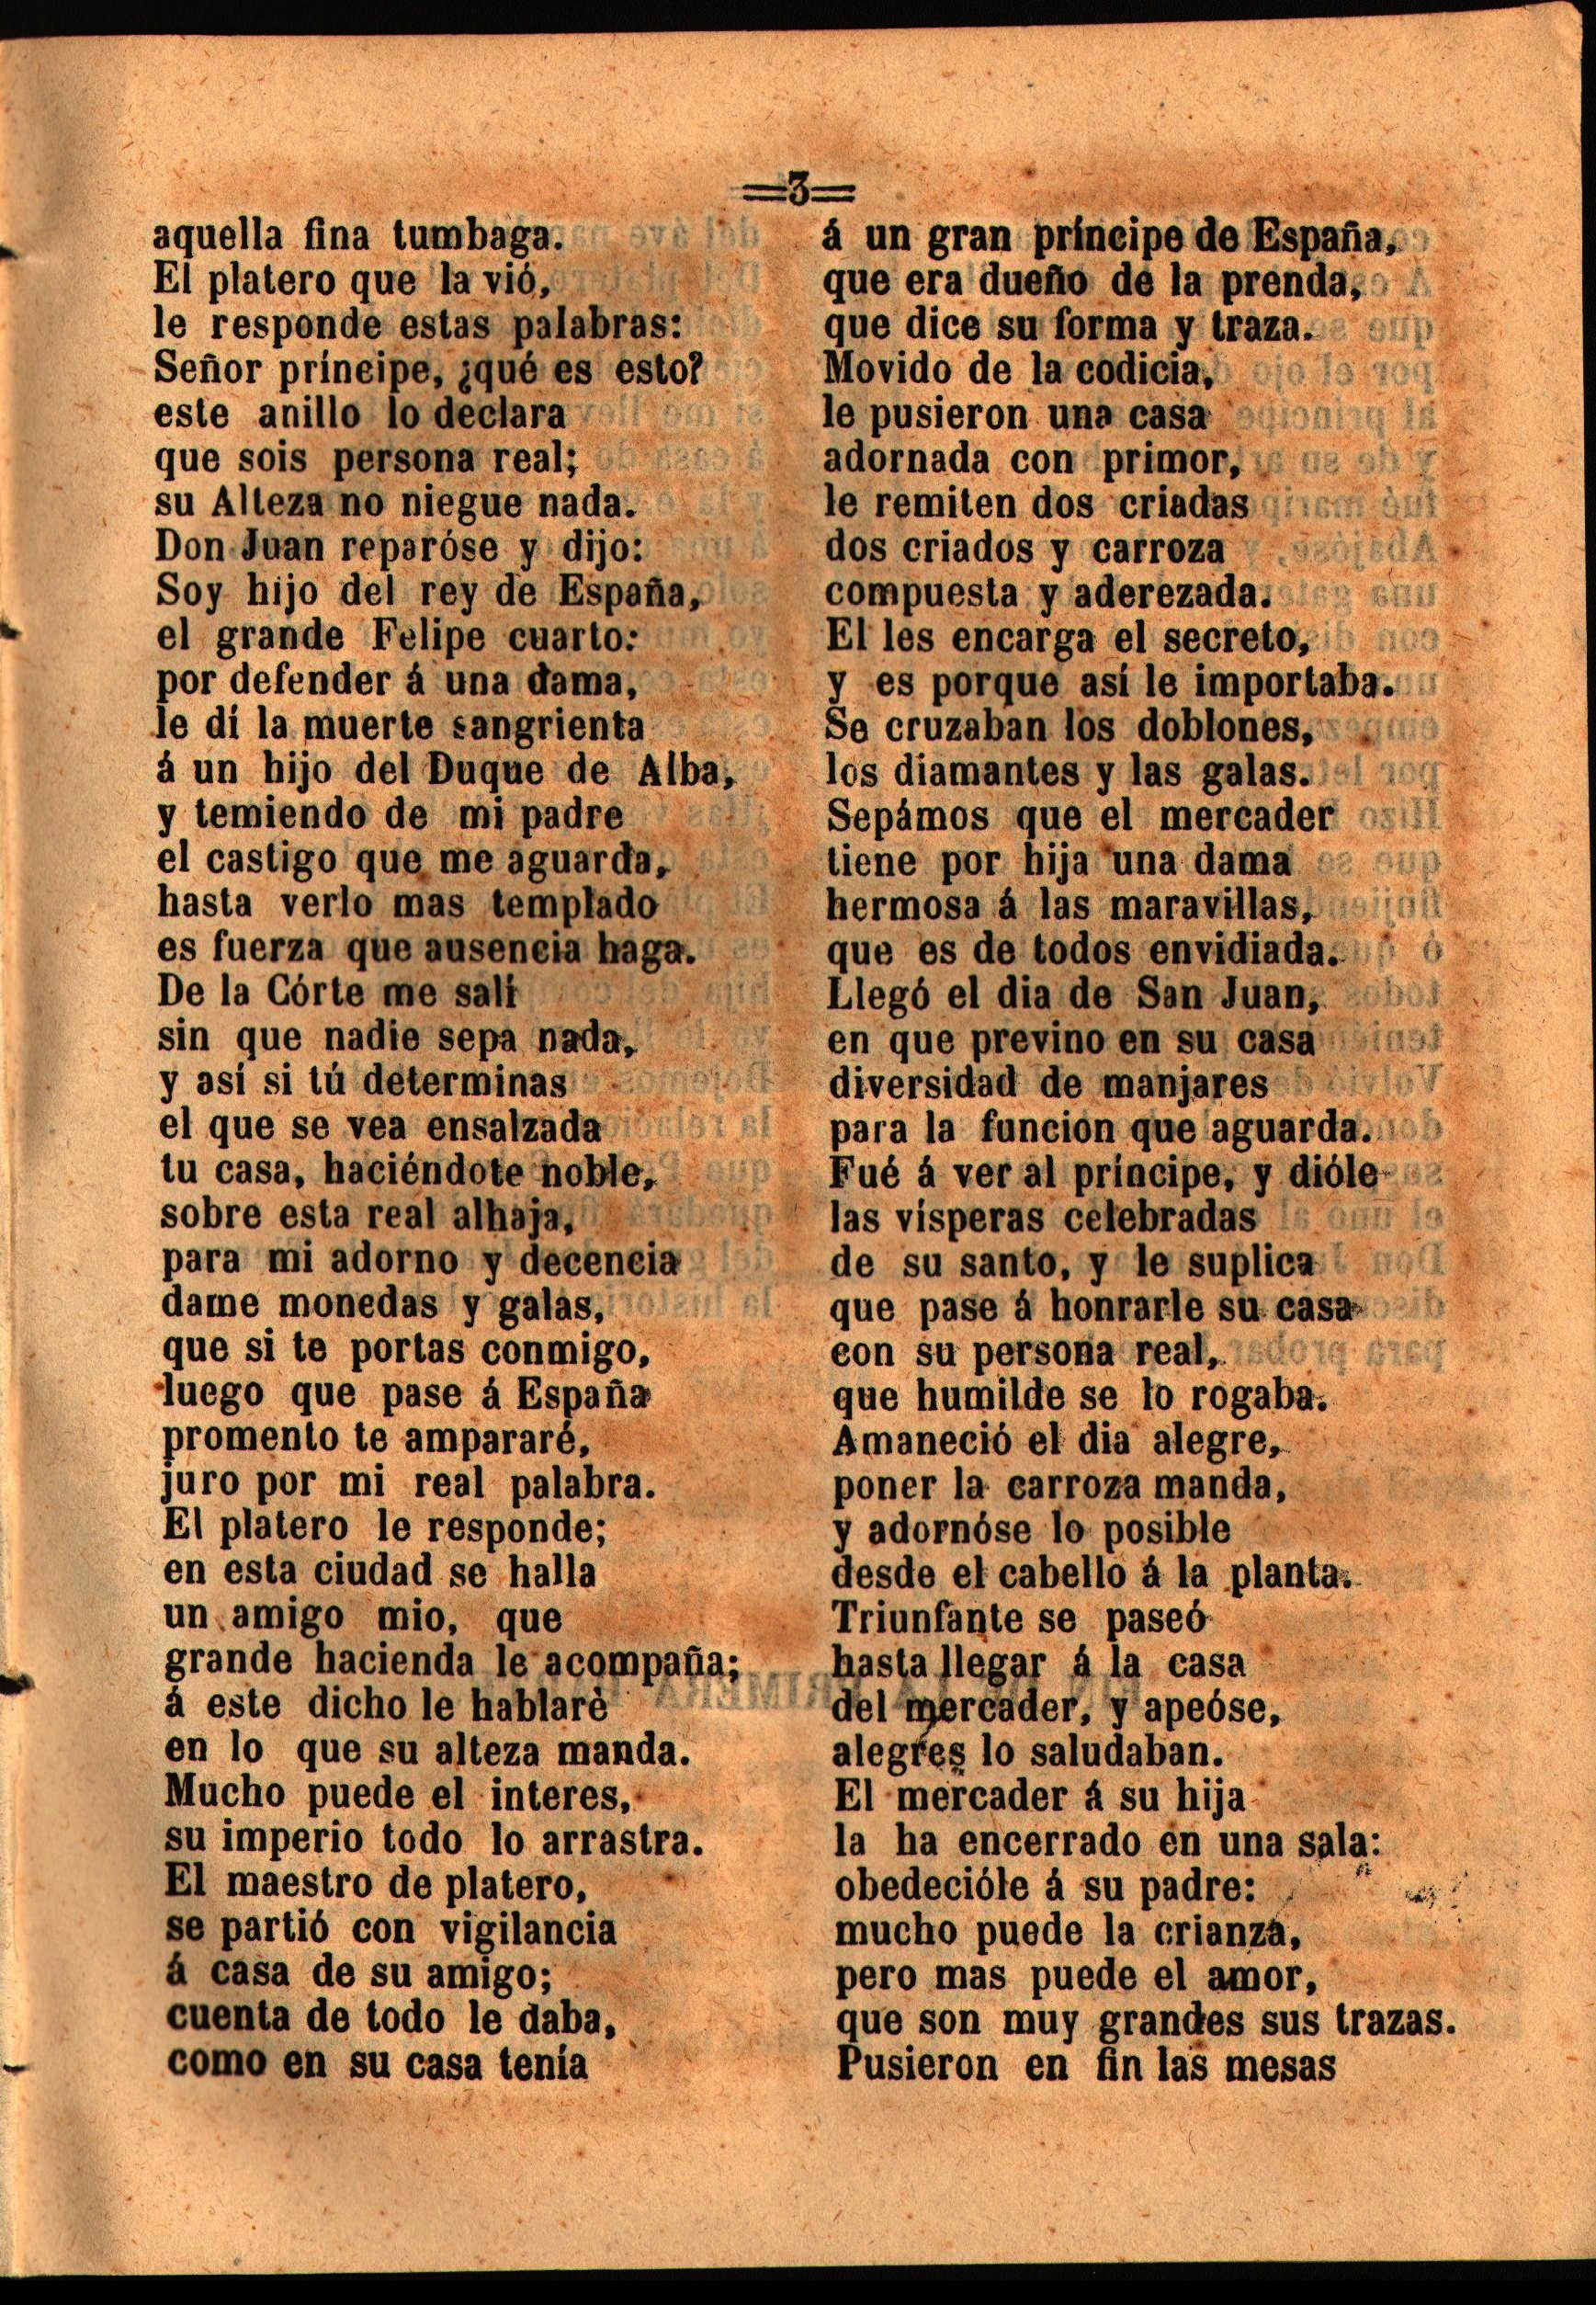 =3=
aquella fina tumbaga.
El platero que la vió,
le responde estas palabras:
Señor príncipe, ¿qué es esto?
este anillo lo declara
que sois persona real;
su Alteza no niegue nada.
Don Juan reparóse y dijo:
Soy hijo del rey de España,
el grande Felipe cuarto:
por defender á una dama,
le dí la muerte sangrienta
á un hijo del Duque de Alba,
y temiendo de mi padre
el castigo que me aguarda,
hasta verlo mas templado
es fuerza que ausencia haga.
De la Córte me salí
sin que nadie sepa nada,
y así si tú determinas
el que se vea ensalzada
tu casa, haciéndote noble,
sobre esta real alhaja,
para mi adorno y decencia
dame monedas y galas,
que si te portas conmigo,
luego que pase á España
promento te ampararé,
juro por mi real palabra.
El platero le responde;
en esta ciudad se halla
un amigo mio, que
grande hacienda le acompaña;
á este dicho le hablarè
en lo que su alteza manda.
Mucho puede el interes,
su imperio todo lo arrastra.
El maestro de platero,
se partió con vigilancia
á casa de su amigo;
cuenta de todo le daba,
como en su casa tenía
á un gran príncipe de España,
que era dueño de la prenda,
que dice su forma y traza.
Movido de la codicia,
le pusieron una casa
adornada con primor,
le remiten dos criadas
dos criados y carroza
compuesta y aderezada.
El les encarga el secreto,
y es porque así le importaba.
Se cruzaban los doblones,
los diamantes y las galas.
Sepámos que el mercader
tiene por hija una dama
hermosa á las maravillas,
que es de todos envidiada.
Llegó el dia de San Juan,
en que previno en su casa
diversidad de manjares
para la funcion que aguarda.
Fué á ver al príncipe, y dióle
las vísperas celebradas
de su santo, y le suplica
que pase á honrarle su casa
con su persona real,
que humilde se lo rogaba.
Amaneció el dia alegre,
poner la carroza manda,
y adornóse lo posible
desde el cabello á la planta.
Triunfante se paseó
hasta llegar á la casa
del mercader, y apeóse,
alegres lo saludaban.
El mercader á su hija
la ha encerrado en una sala:
obedecióle á su padre:
mucho puede la crianza,
pero mas puede el amor,
que son muy grandes sus trazas.
Pusieron en fin las mesas